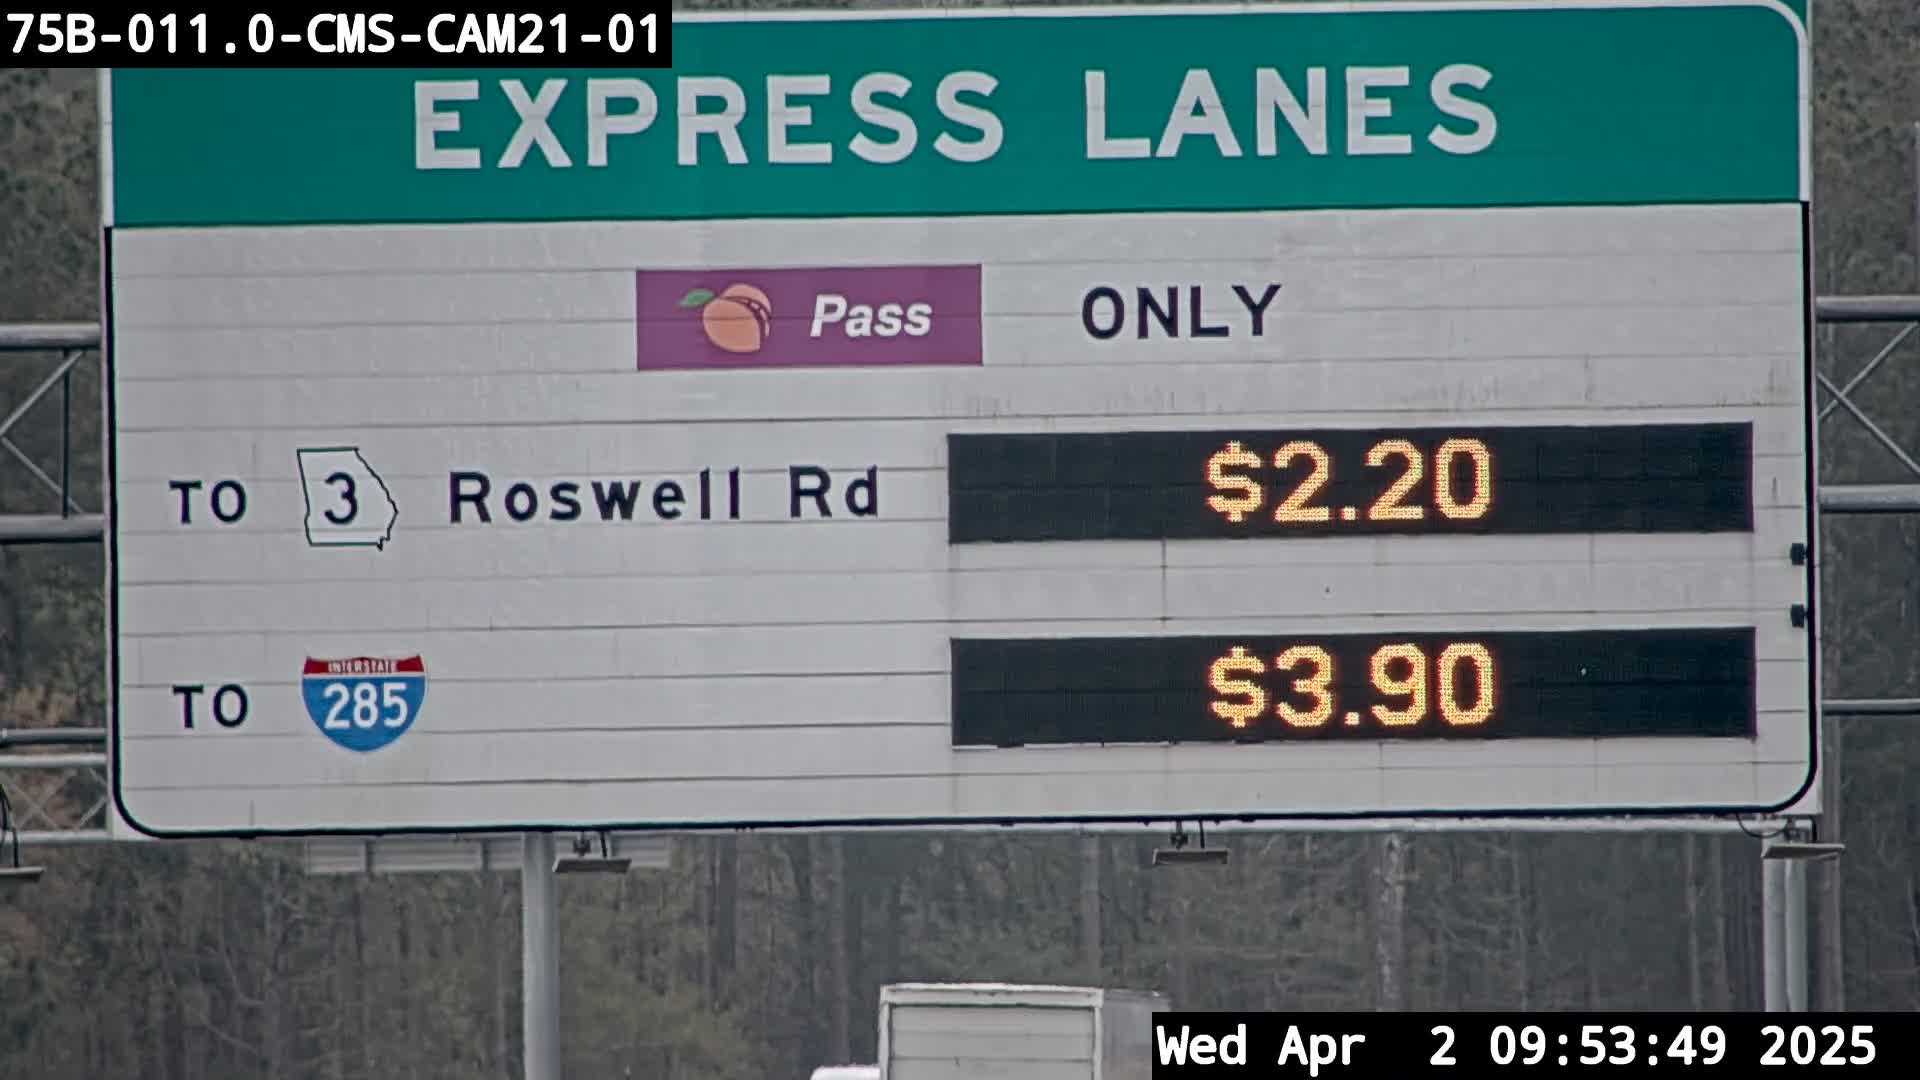 75B-011.0-CMS-CAM21-01
EXPRESS LANES
Pass ONLY
TO 3 Roswell Rd $2.20
TO INTERSTATE 285 $3.90
Wed Apr 2 09:53:49 2025